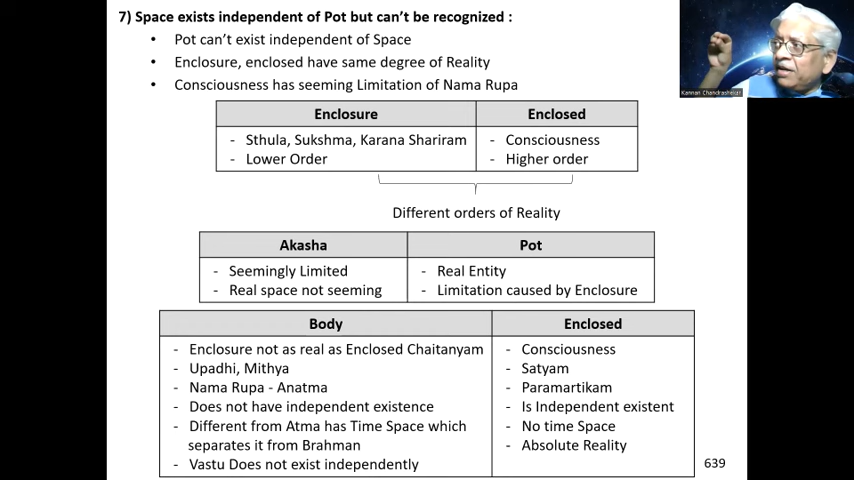 7) Space exists independent of Pot but can't be recognized :
• Pot can't exist independent of Space
• Enclosure, enclosed have same degree of Reality
• Consciousness has seeming Limitation of Nama Rupa
Enclosure
Enclosed
- Sthula, Sukshma, Karana Shariram
- Lower Order
- Consciousness
- Higher order
Different orders of Reality
Akasha
Pot
- Seemingly Limited
- Real space not seeming
- Real Entity
- Limitation caused by Enclosure
Body
Enclosed
- Enclosure not as real as Enclosed Chaitanyam
- Upadhi, Mithya
- Nama Rupa - Anatma
- Does not have independent existence
- Different from Atma has Time Space which
separates it from Brahman
- Vastu Does not exist independently
- Consciousness
- Satyam
- Paramartikam
- Is Independent existent
- No time Space
- Absolute Reality
639
Kannan Chandrasheker